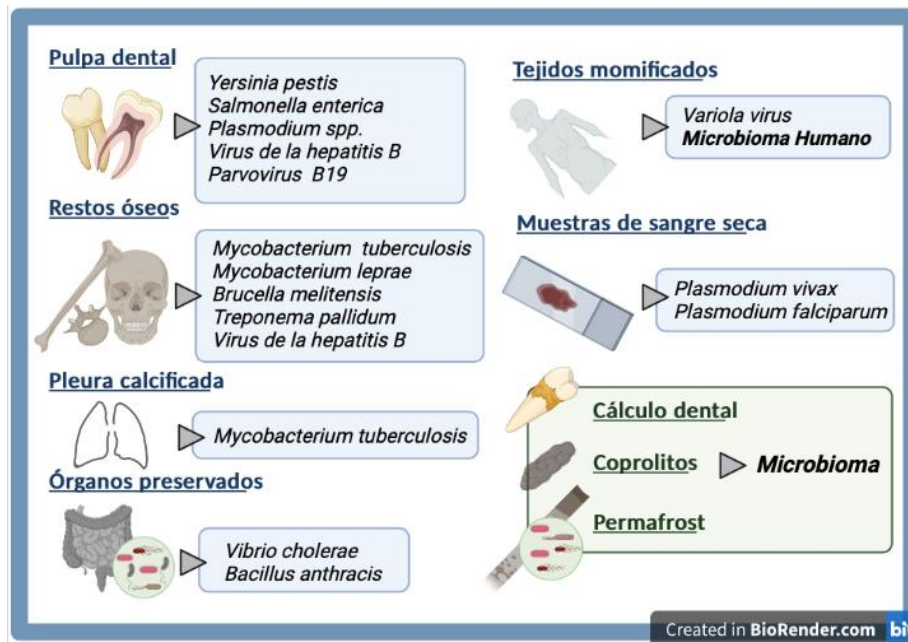 Pulpa dental
Yersinia pestis
Salmonella enterica
Plasmodium spp.
Virus de la hepatitis B
Parvovirus B19
Restos óseos
Mycobacterium tuberculosis
Mycobacterium leprae
Brucella melitensis
Treponema pallidum
Virus de la hepatitis B
Pleura calcificada
Mycobacterium tuberculosis
Órganos preservados
Vibrio cholerae
Bacillus anthracis
Tejidos momificados
Variola virus
Microbioma Humano
Muestras de sangre seca
Plasmodium vivax
Plasmodium falciparum
Cálculo dental
Coprolitos
Microbioma
Permafrost
Created in BioRender.com bio